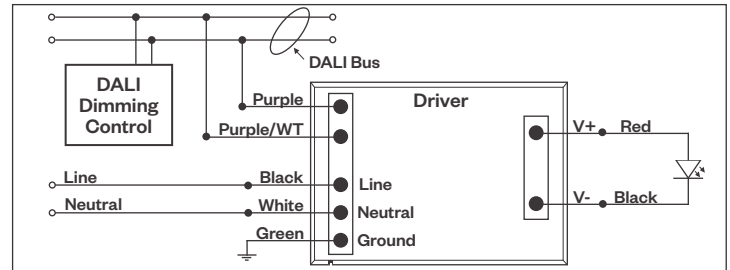 DALI Bus
DALI
Dimming
Control
Driver
Purple
Purple/WT
V+ Red
Line Black Line
Neutral White Neutral
V- Black
Green Ground